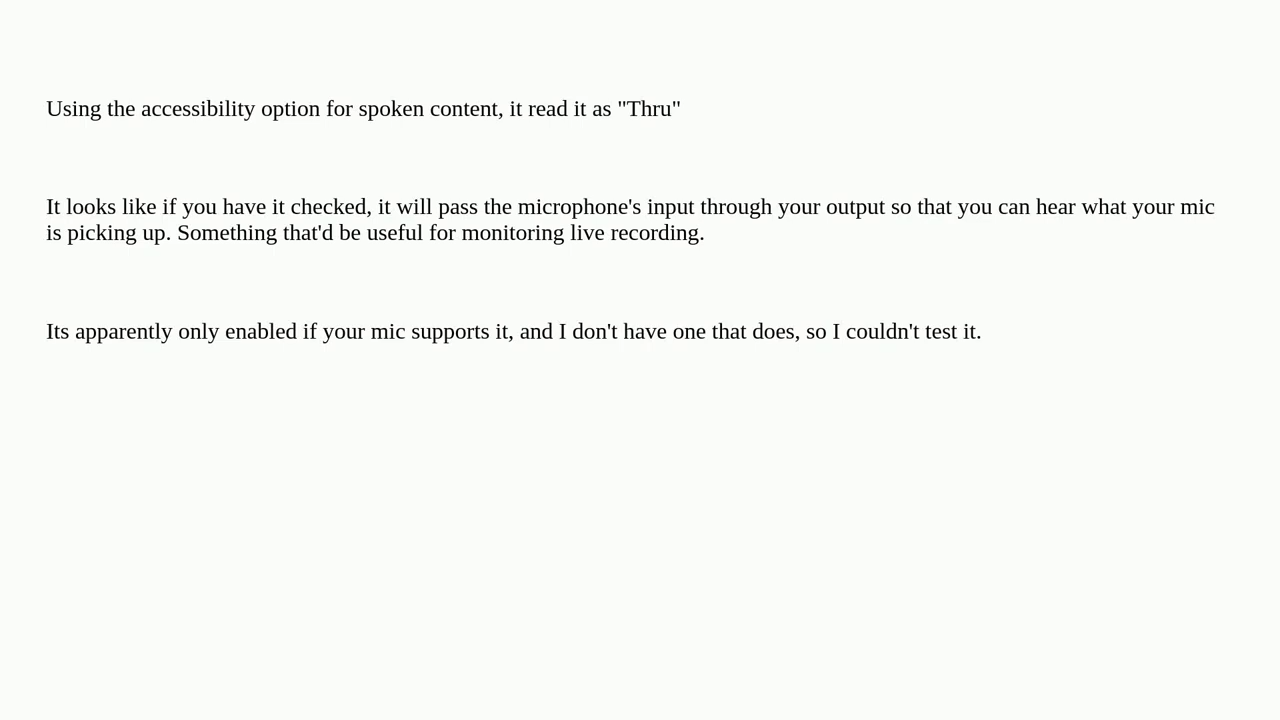 Using the accessibility option for spoken content, it read it as "Thru"
It looks like if you have it checked, it will pass the microphone's input through your output so that you can hear what your mic
is picking up. Something that'd be useful for monitoring live recording.
Its apparently only enabled if your mic supports it, and I don't have one that does, so I couldn't test it.